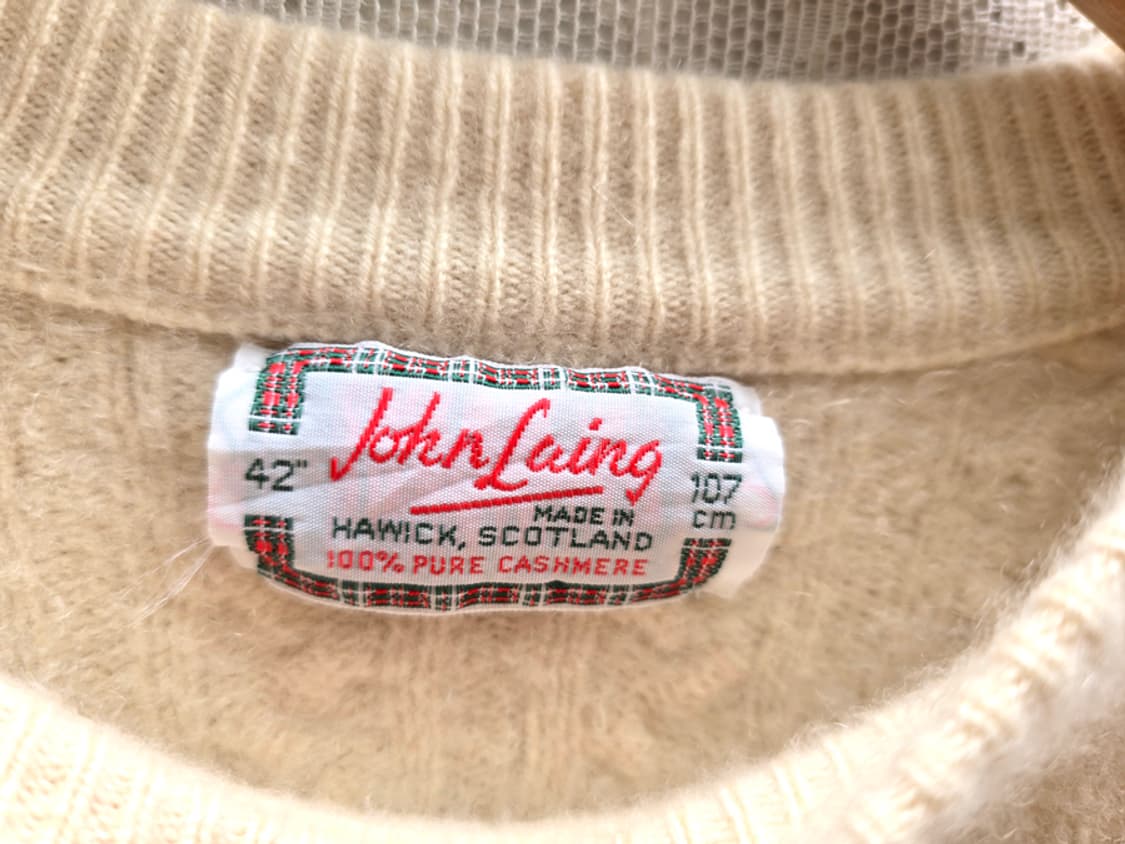 John Laing
42"
107
cm
MADE IN
HAWICK, SCOTLAND
100% PURE CASHMERE